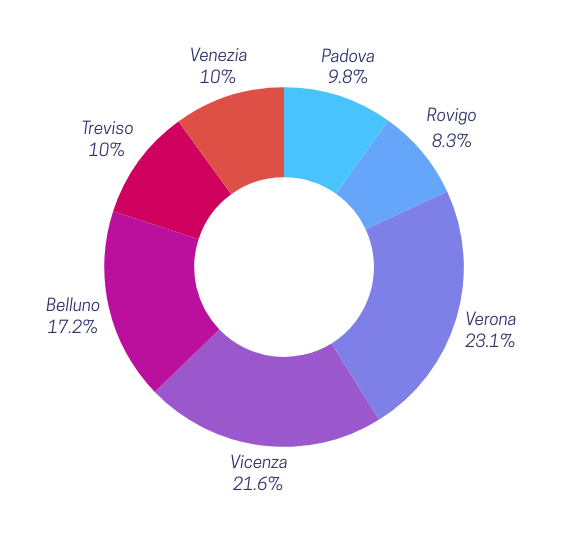 Venezia
10%
Padova
9.8%
Rovigo
8.3%
Treviso
10%
Belluno
17.2%
Verona
23.1%
Vicenza
21.6%